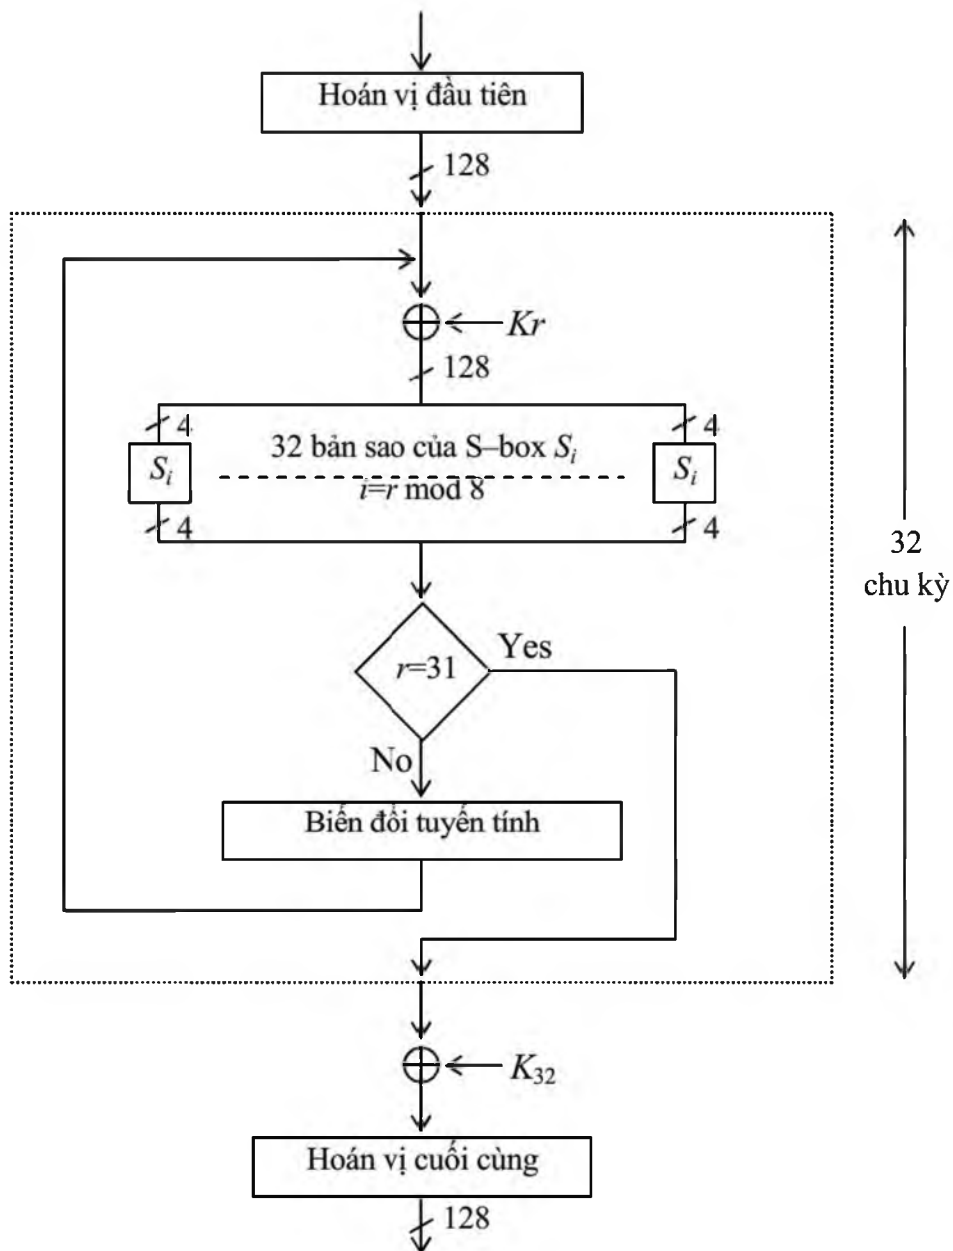 Hoán vị đầu tiên
128
Kr
128
4
4
32 bản sao của S–box Si
Si
Si
i=r mod 8
4
4
32
chu kỳ
Yes
r=31
No
Biến đổi tuyến tính
K32
Hoán vị cuối cùng
128